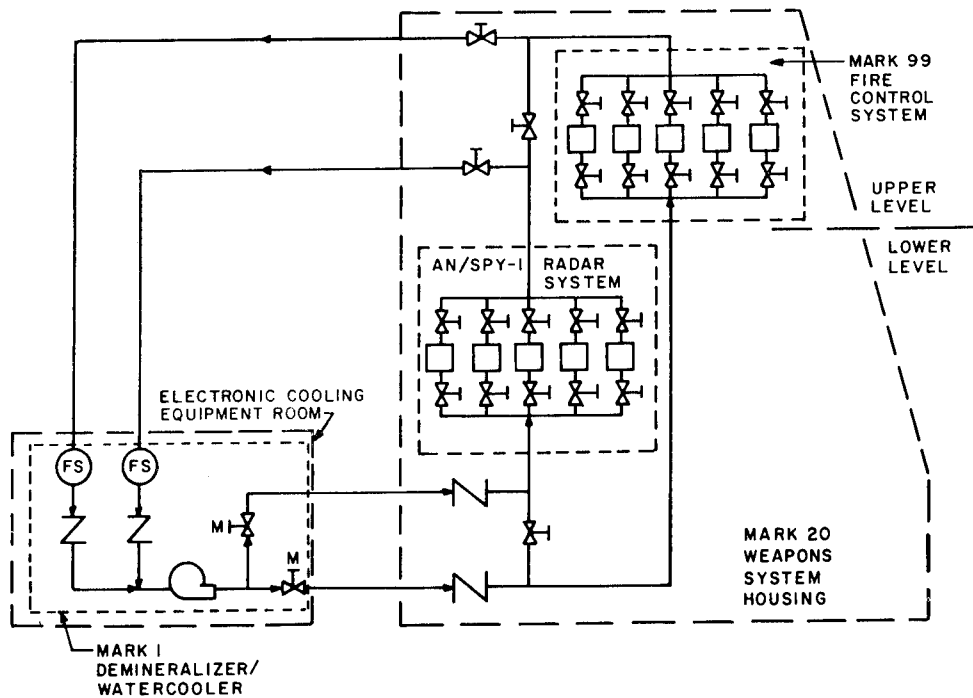 MARK 99
FIRE
CONTROL
SYSTEM
UPPER
LEVEL
LOWER
LEVEL
AN/SPY-1 RADAR
SYSTEM
ELECTRONIC COOLING
EQUIPMENT ROOM
FS
FS
M
M
MARK 20
WEAPONS
SYSTEM
HOUSING
MARK I
DEMINERALIZER/
WATERCOOLER